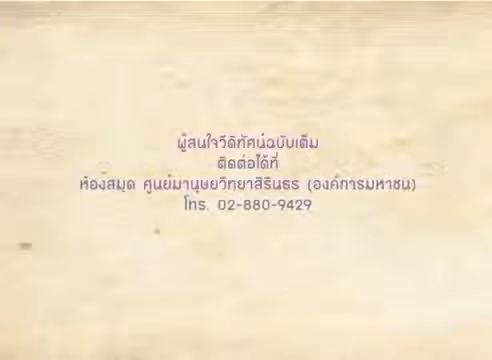 ผู้สนใจวีดิทัศน์ฉบับเต็ม
ติดต่อได้ที่
ห้องสมุด ศูนย์มานุษยวิทยาสิรินธร (องค์การมหาชน)
โทร. 02-880-9429